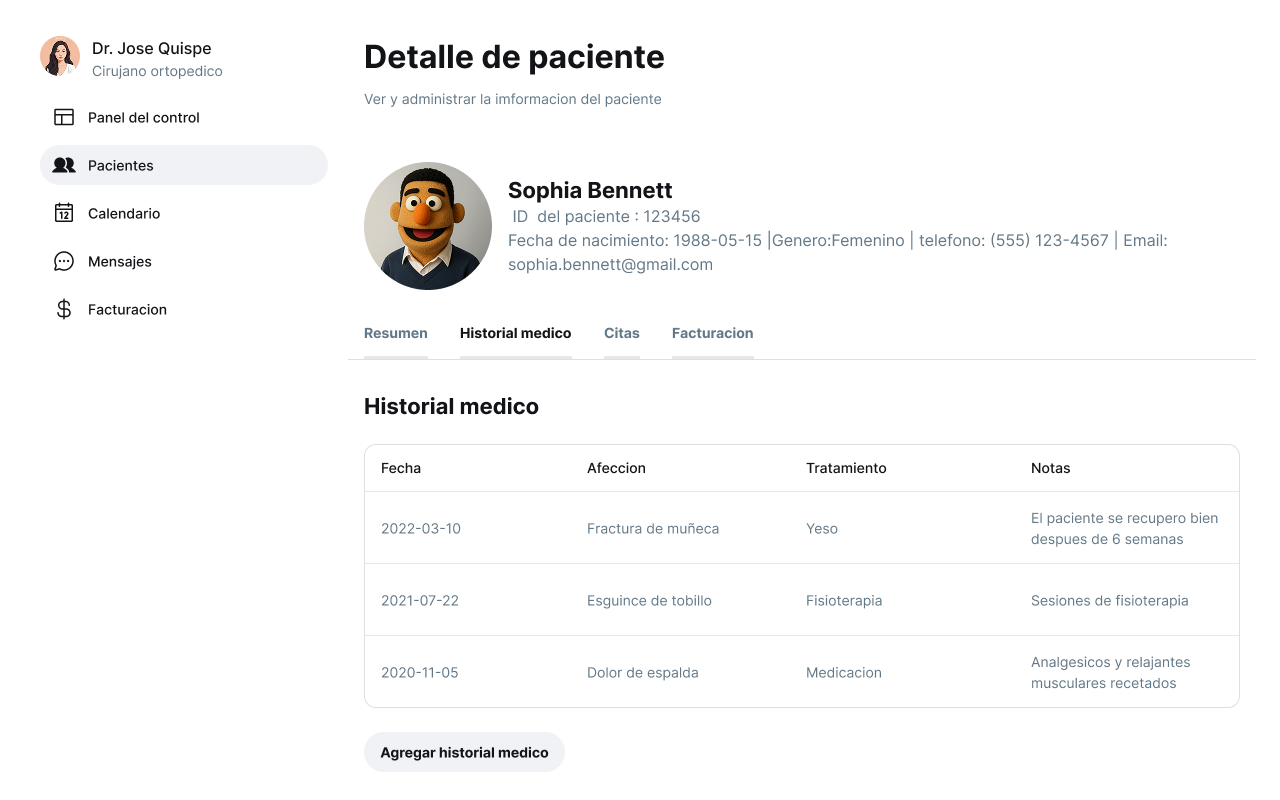 Dr. Jose Quispe
Cirujano ortopedico
Panel del control
Pacientes
12
Calendario
Mensajes
Facturacion
Detalle de paciente
Ver y administrar la imformacion del paciente
Sophia Bennett
ID  del paciente : 123456
Fecha de nacimiento: 1988-05-15 |Genero:Femenino | telefono: (555) 123-4567 | Email:
sophia.bennett@gmail.com
Resumen Historial medico Citas Facturacion
Historial medico
Fecha Afeccion Tratamiento Notas
2022-03-10 Fractura de muñeca Yeso El paciente se recupero bien
despues de 6 semanas
2021-07-22 Esguince de tobillo Fisioterapia Sesiones de fisioterapia
2020-11-05 Dolor de espalda Medicacion Analgesicos y relajantes
musculares recetados
Agregar historial medico